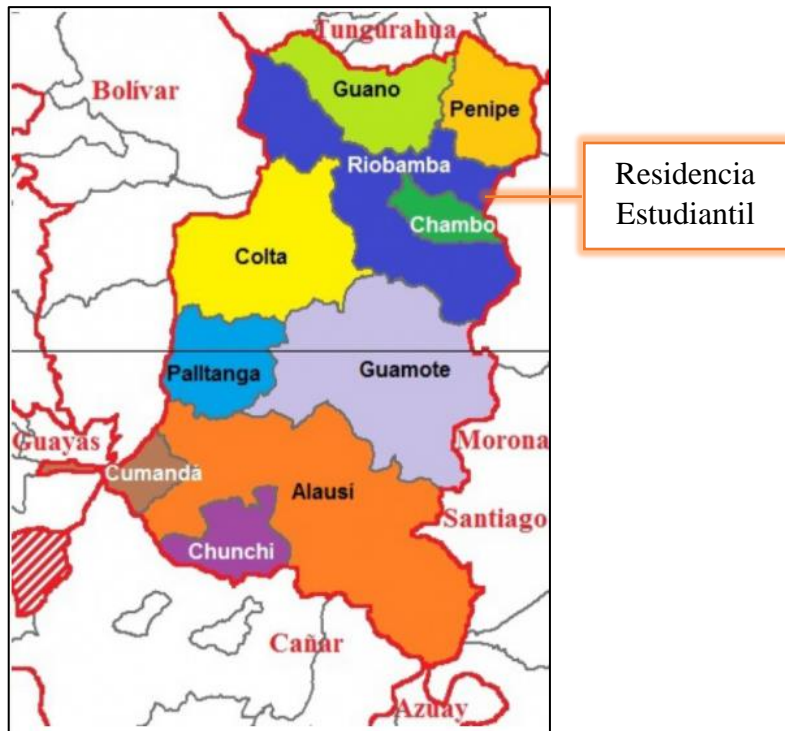 Tungurahua
Bolívar
Guano
Penipe
Riobamba
Residencia
Estudiantil
Chambo
Colta
Palltanga
Guamote
Guayas
Morona
Cumandá
Alausí
Santiago
Chunchi
Cañar
Azuay